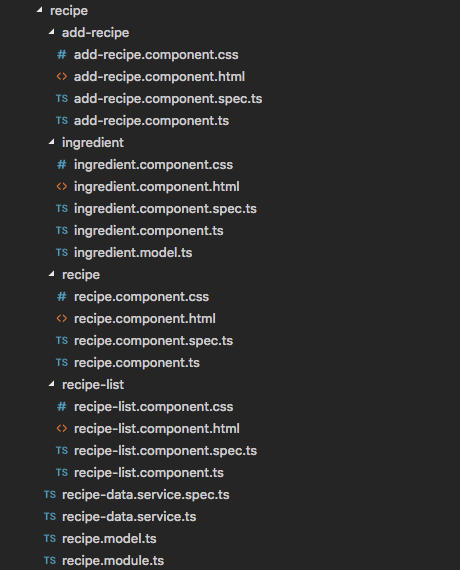 recipe
add-recipe
# add-recipe.component.css
<> add-recipe.component.html
TS add-recipe.component.spec.ts
TS add-recipe.component.ts
ingredient
# ingredient.component.css
<> ingredient.component.html
TS ingredient.component.spec.ts
TS ingredient.component.ts
TS ingredient.model.ts
recipe
# recipe.component.css
<> recipe.component.html
TS recipe.component.spec.ts
TS recipe.component.ts
recipe-list
# recipe-list.component.css
<> recipe-list.component.html
TS recipe-list.component.spec.ts
TS recipe-list.component.ts
TS recipe-data.service.spec.ts
TS recipe-data.service.ts
TS recipe.model.ts
TS recipe.module.ts